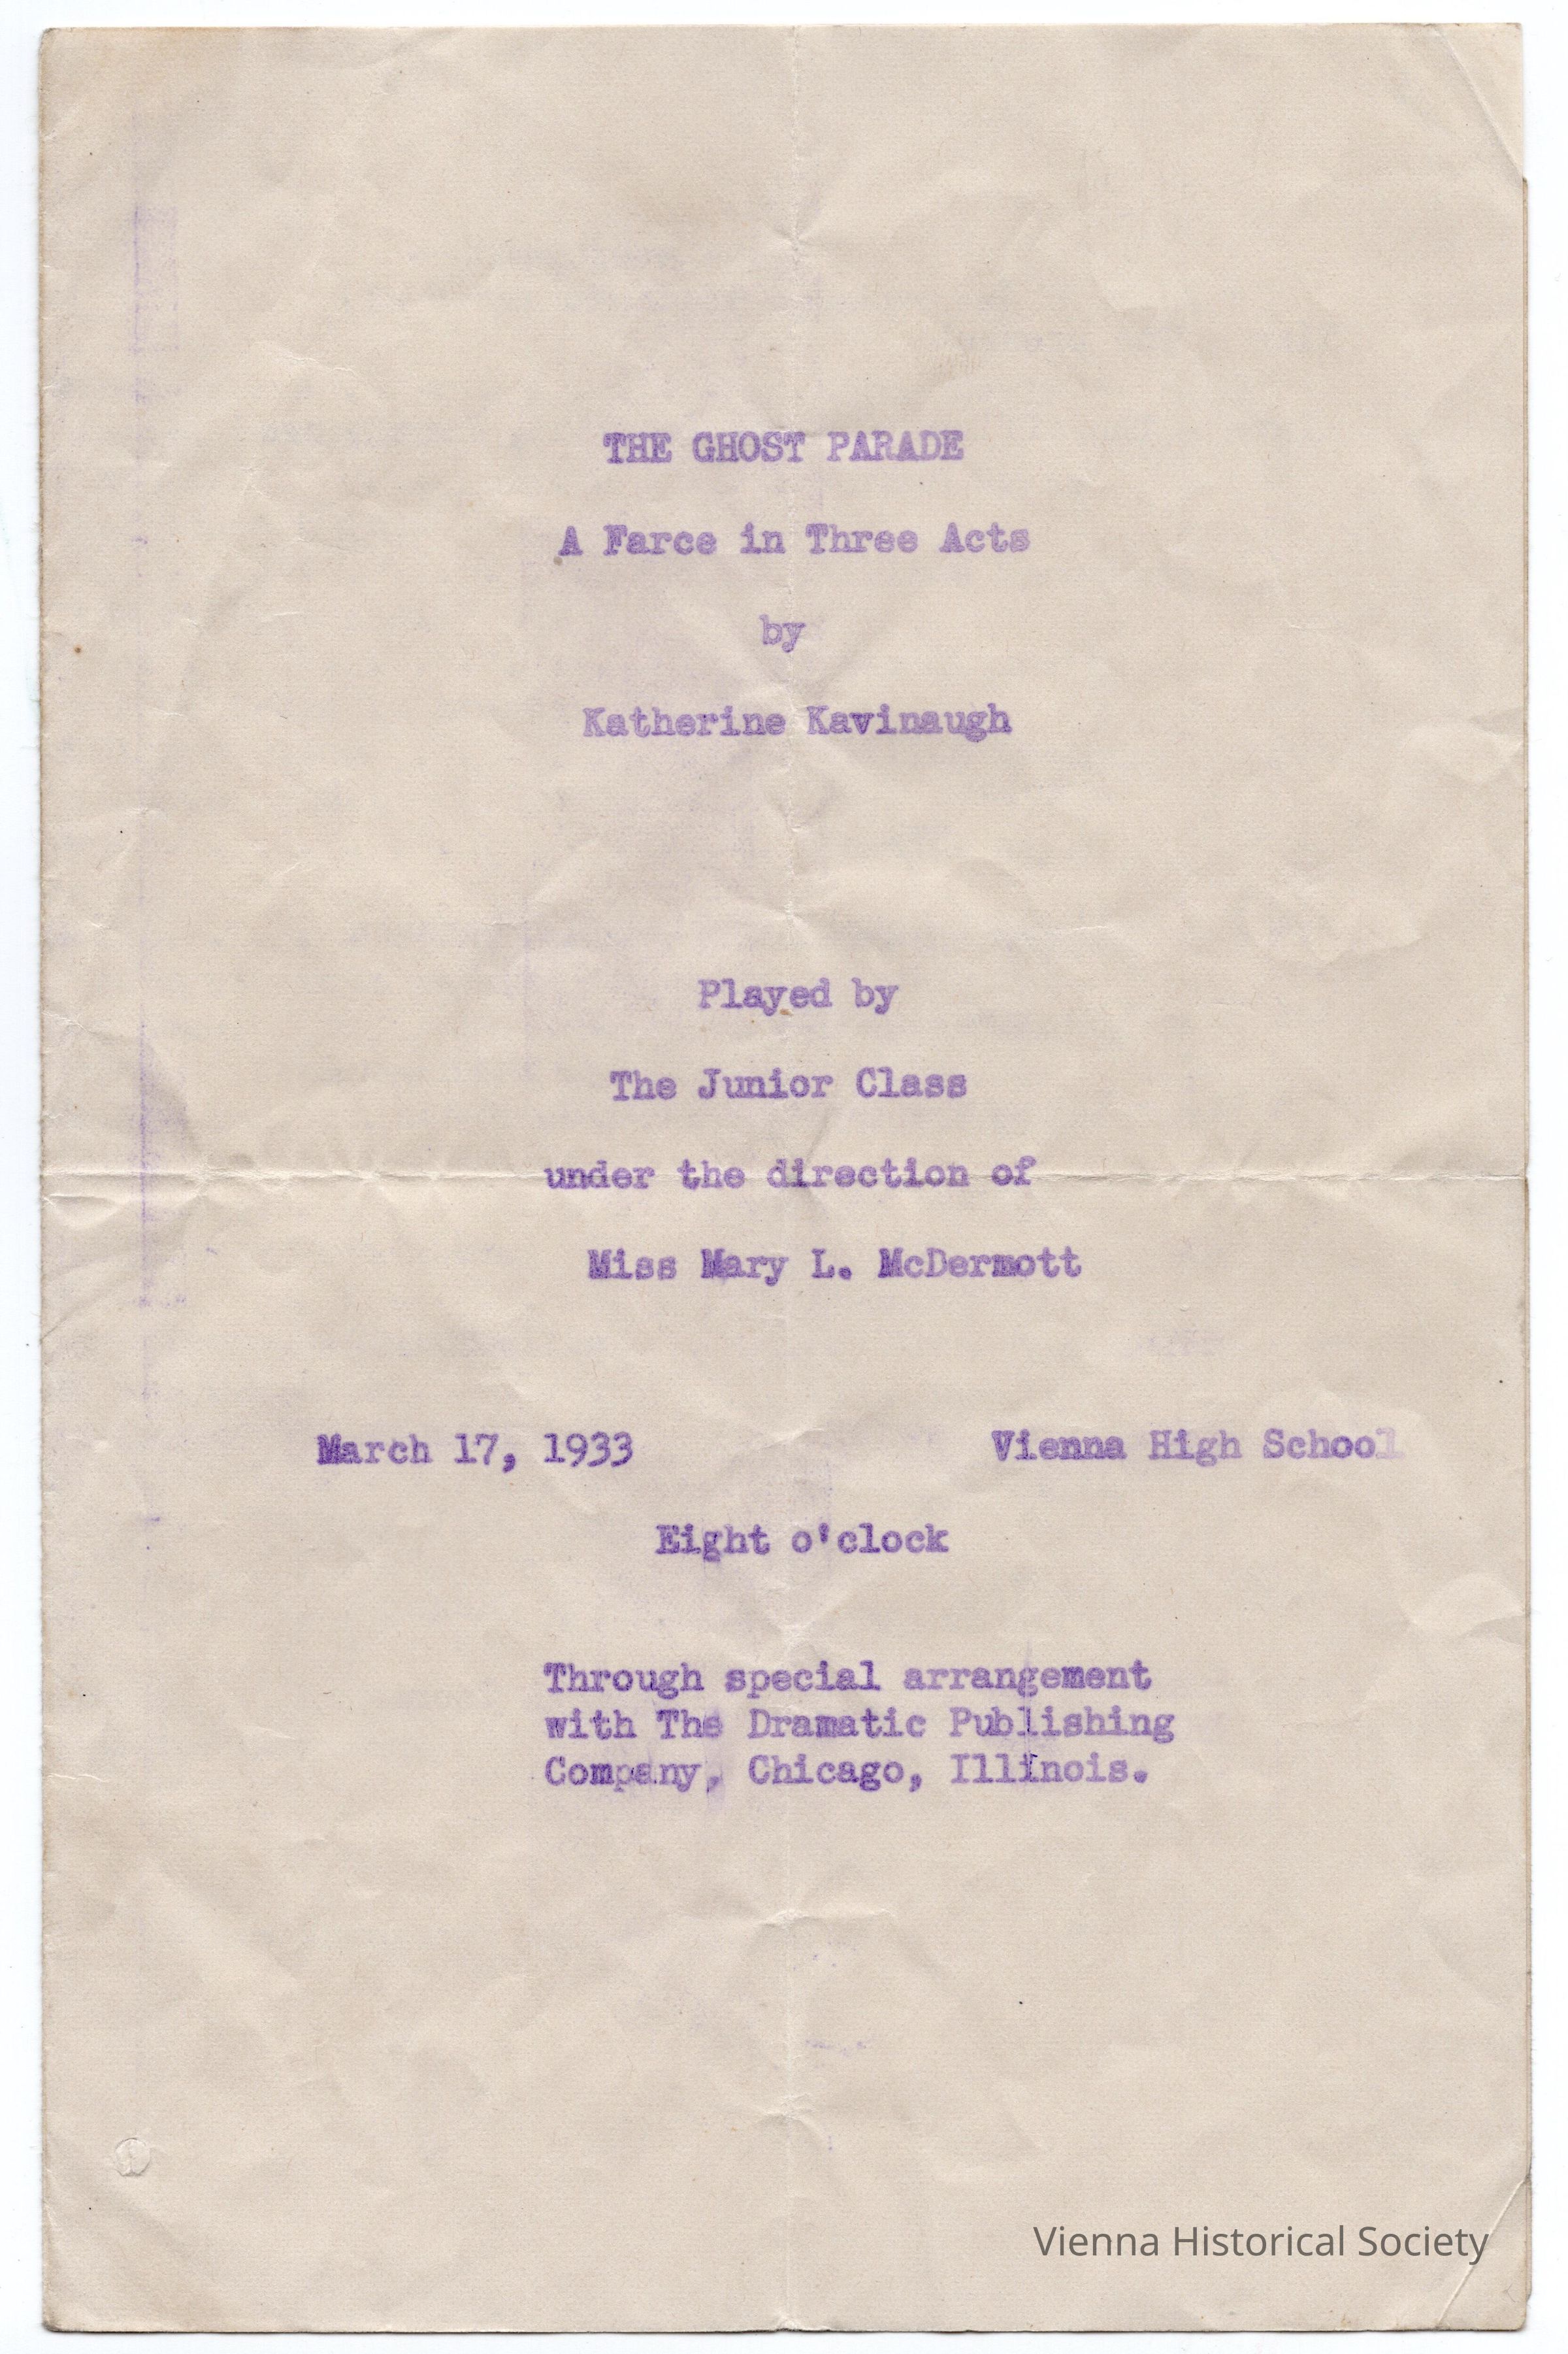 THE GHOST PARADE
A Farce in Three Acts
by
Katherine Kavinaugh
Played by
The Junior Class
under the direction of
Miss Mary L. McDermott
March 17, 1933 Vienna High School
Eight o'clock
Through special arrangement
with The Dramatic Publishing
Company, Chicago, Illinois.
Vienna Historical Society